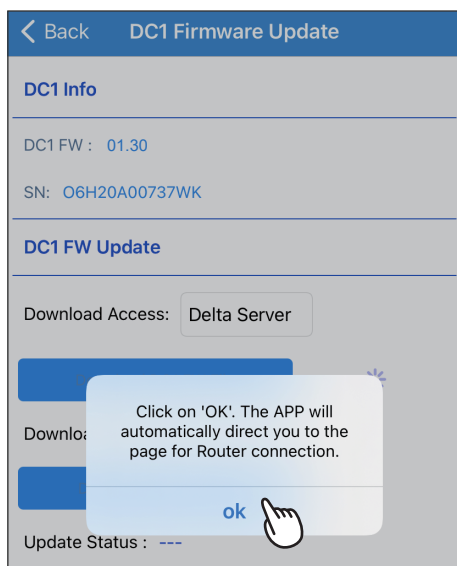 Back DC1 Firmware Update
DC1 Info
DC1 FW : 01.30
SN: O6H20A00737WK
DC1 FW Update
Download Access: Delta Server
Click on 'OK'. The APP will
automatically direct you to the
page for Router connection.
ok
Update Status : ---